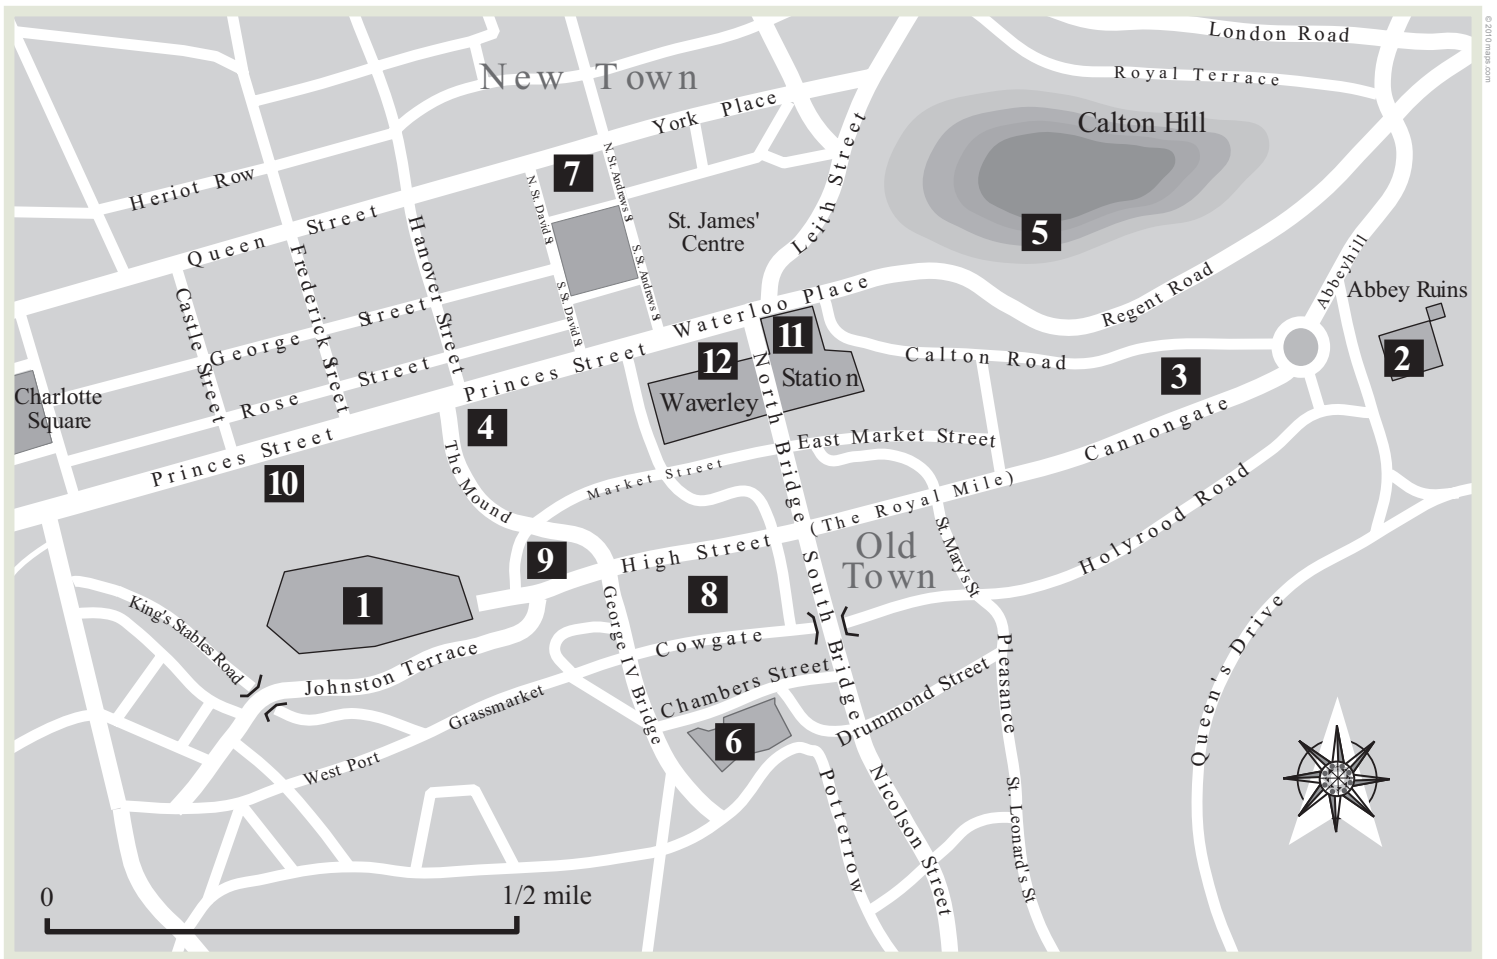 © 2010 maps.com
London Road
Royal Terrace
New Town
York Place
Calton Hill
Leith Street
7
N. St. Andrews St
N. St. David St
Heriot Row
Queen Street
Hanover Street
St. James'
Centre
5
Abbeyhill
Frederick Street
Castle Street
S. St. Andrews St
S. St. David St
Regent Road
Abbey Ruins
George Street
Waterloo Place
11
12
Station
Waverley
Calton Road
3
2
Rose Street
Princes Street
Charlotte
Square
4
North Bridge
East Market Street
Cannongate
Princes Street
10
The Mound
Market Street
(The Royal Mile)
Holyrood Road
9
High Street
Old
Town
St. Mary's St
1
8
King's Stables Road
George IV Bridge
Cowgate
South Bridge
Queen's Drive
Johnston Terrace
Chambers Street
Pleasance
Grassmarket
Drummond Street
6
West Port
Potterrow
Nicolson Street
St. Leonard's St
0
1/2 mile